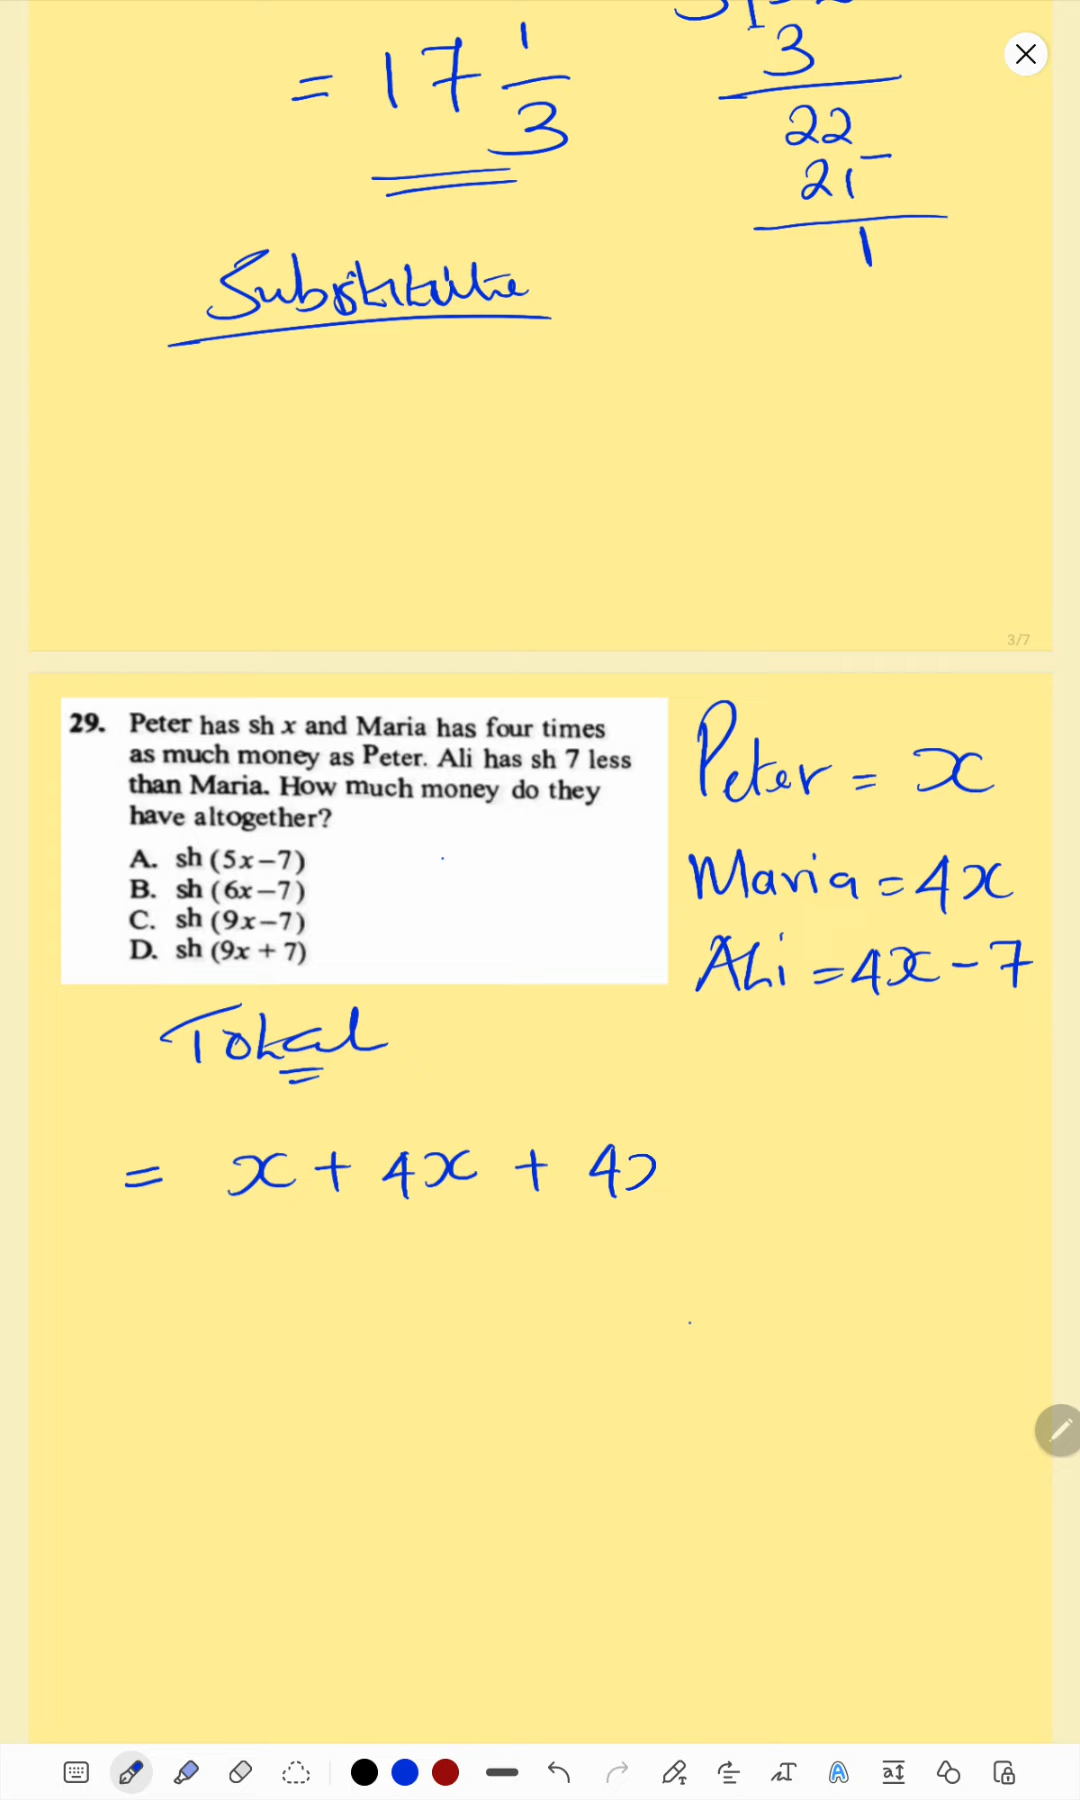 = 17 1/3
3
22
21 -
1
Substitute
3/7
29. Peter has sh x and Maria has four times
as much money as Peter. Ali has sh 7 less
than Maria. How much money do they
have altogether?
A. sh (5x-7)
B. sh (6x-7)
C. sh (9x-7)
D. sh (9x + 7)
Peter = x
Maria = 4x
Ali = 4x - 7
Total
= x + 4x + 4